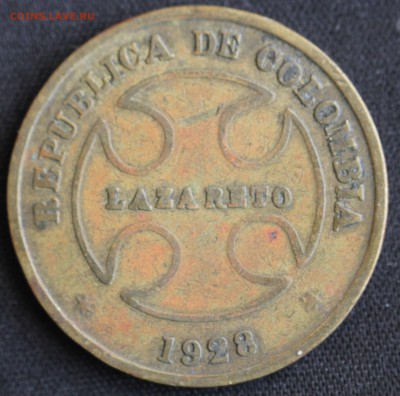 COINS.LAVE.RU
REPUBLICA DE COLOMBIA
LAZARETO
1928